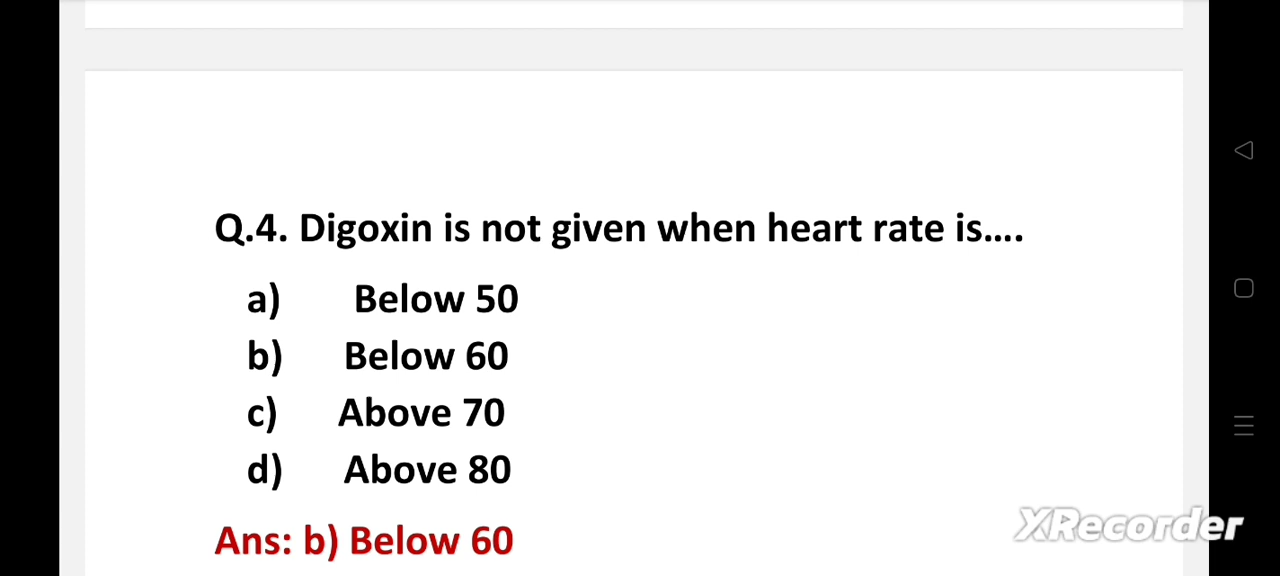 Q.4. Digoxin is not given when heart rate is....
a) Below 50
b) Below 60
c) Above 70
d) Above 80
Ans: b) Below 60
XRecorder